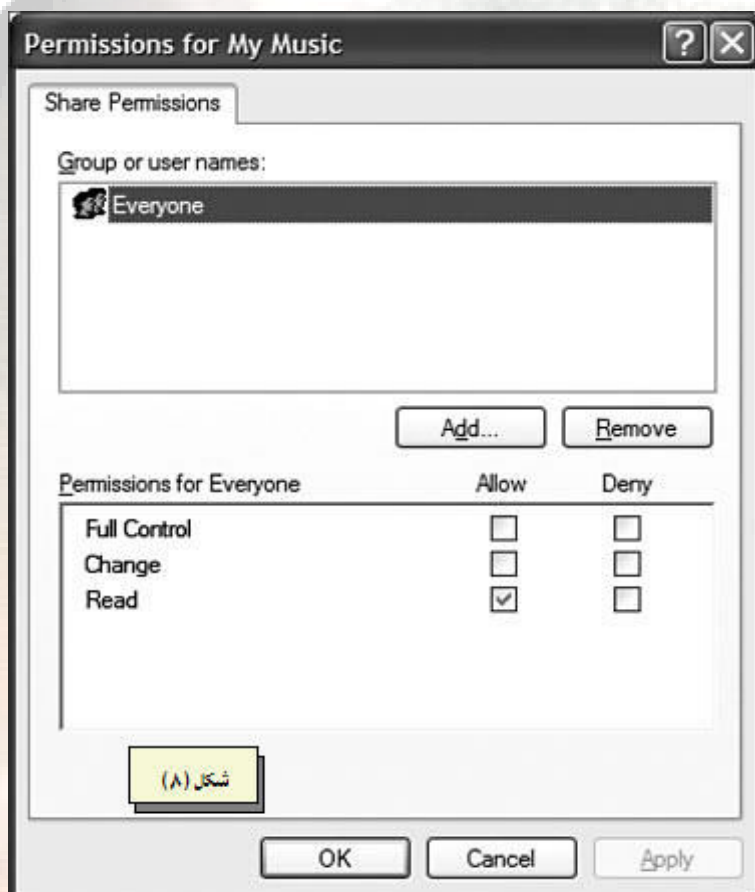 Permissions for My Music
Share Permissions
Group or user names:
Everyone
Add... Remove
Permissions for Everyone Allow Deny
Full Control
Change
Read
شكل (٨)
OK Cancel Apply